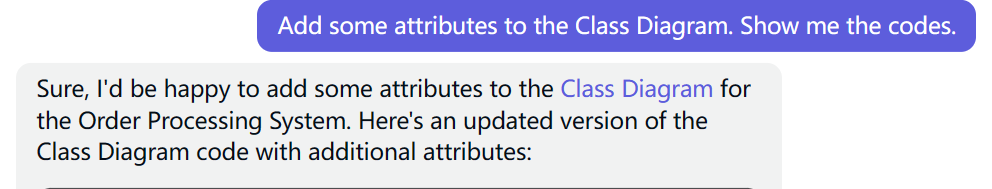 Add some attributes to the Class Diagram. Show me the codes.
Sure, I'd be happy to add some attributes to the Class Diagram for
the Order Processing System. Here's an updated version of the
Class Diagram code with additional attributes: